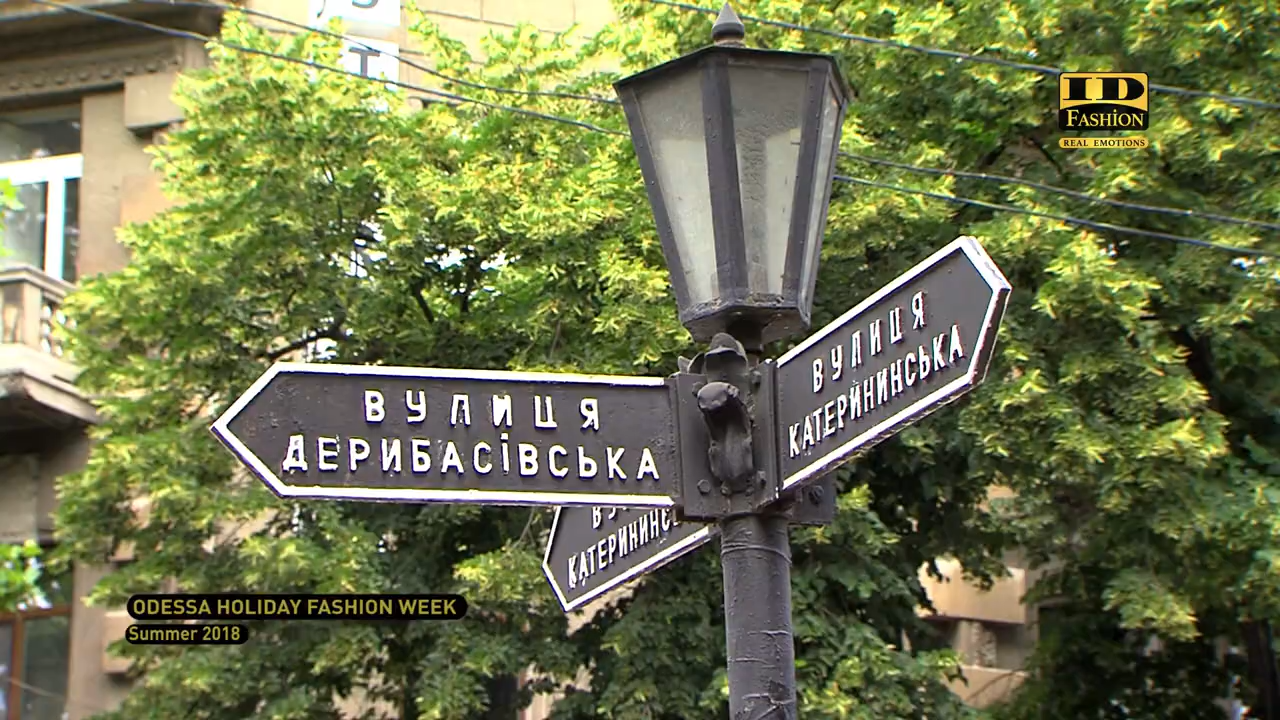 ID
FASHION
REAL EMOTIONS
ВУЛИЦЯ
КАТЕРИНИНСЬКА
ВУЛИЦЯ
ДЕРИБАСІВСЬКА
ODESSA HOLIDAY FASHION WEEK
Summer 2018